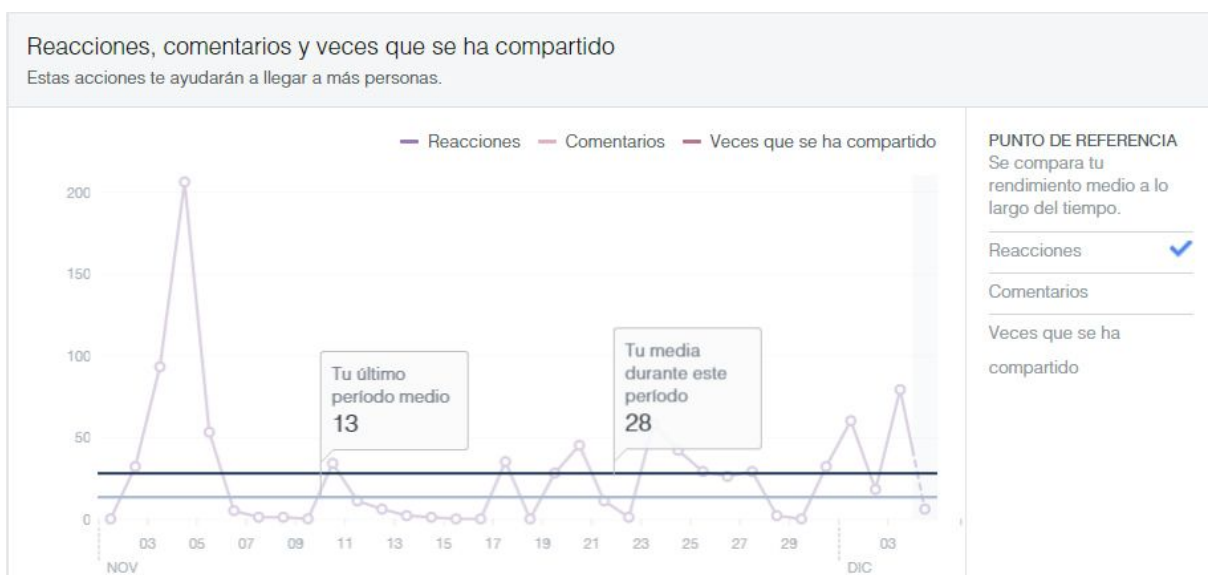 Reacciones, comentarios y veces que se ha compartido
Estas acciones te ayudarán a llegar a más personas.
Reacciones Comentarios Veces que se ha compartido
200
150
100
50
0
Tu último
período medio
13
Tu media
durante este
período
28
03 05 07 09 11 13 15 17 19 21 23 25 27 29 03
NOV DIC
PUNTO DE REFERENCIA
Se compara tu
rendimiento medio a lo
largo del tiempo.
Reacciones
Comentarios
Veces que se ha
compartido